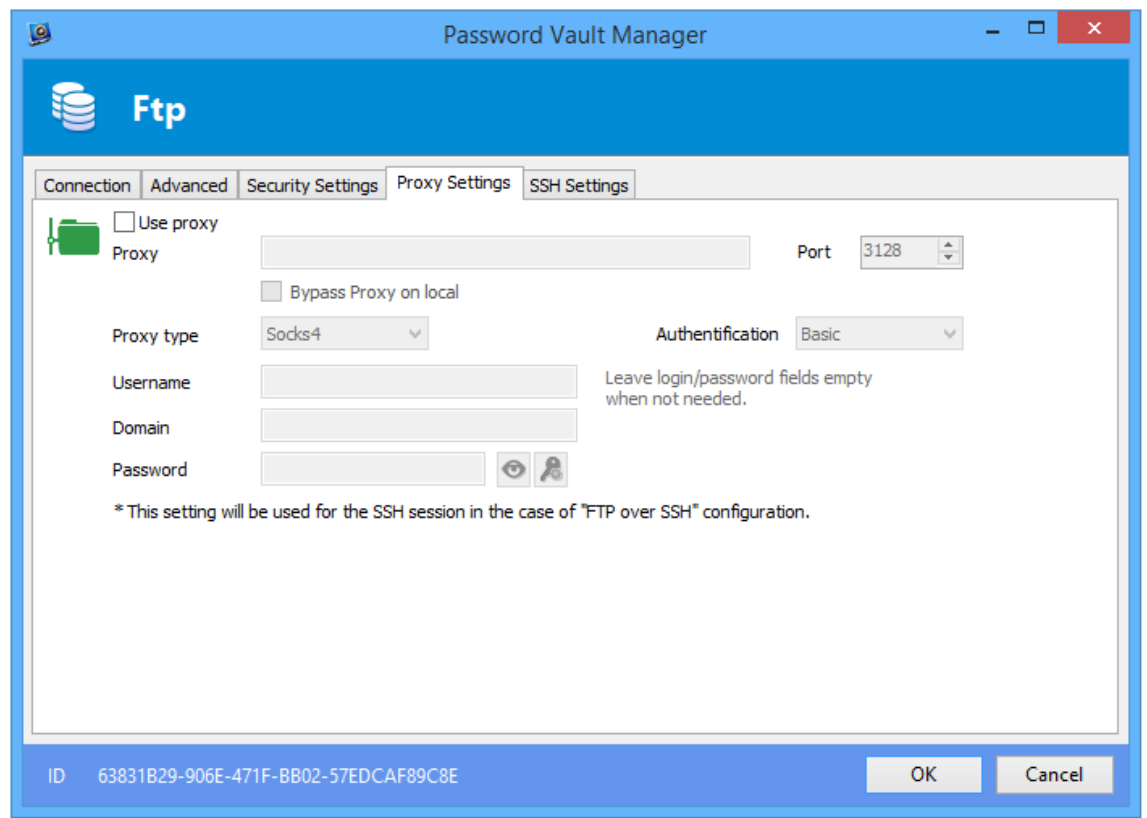 Password Vault Manager
Ftp
Connection Advanced Security Settings Proxy Settings SSH Settings
Use proxy
Proxy Port 3128
Bypass Proxy on local
Proxy type Socks4 Authentification Basic
Username Leave login/password fields empty
when not needed.
Domain
Password
* This setting will be used for the SSH session in the case of "FTP over SSH" configuration.
ID 63831B29-906E-471F-BB02-57EDCAF89C8E OK Cancel